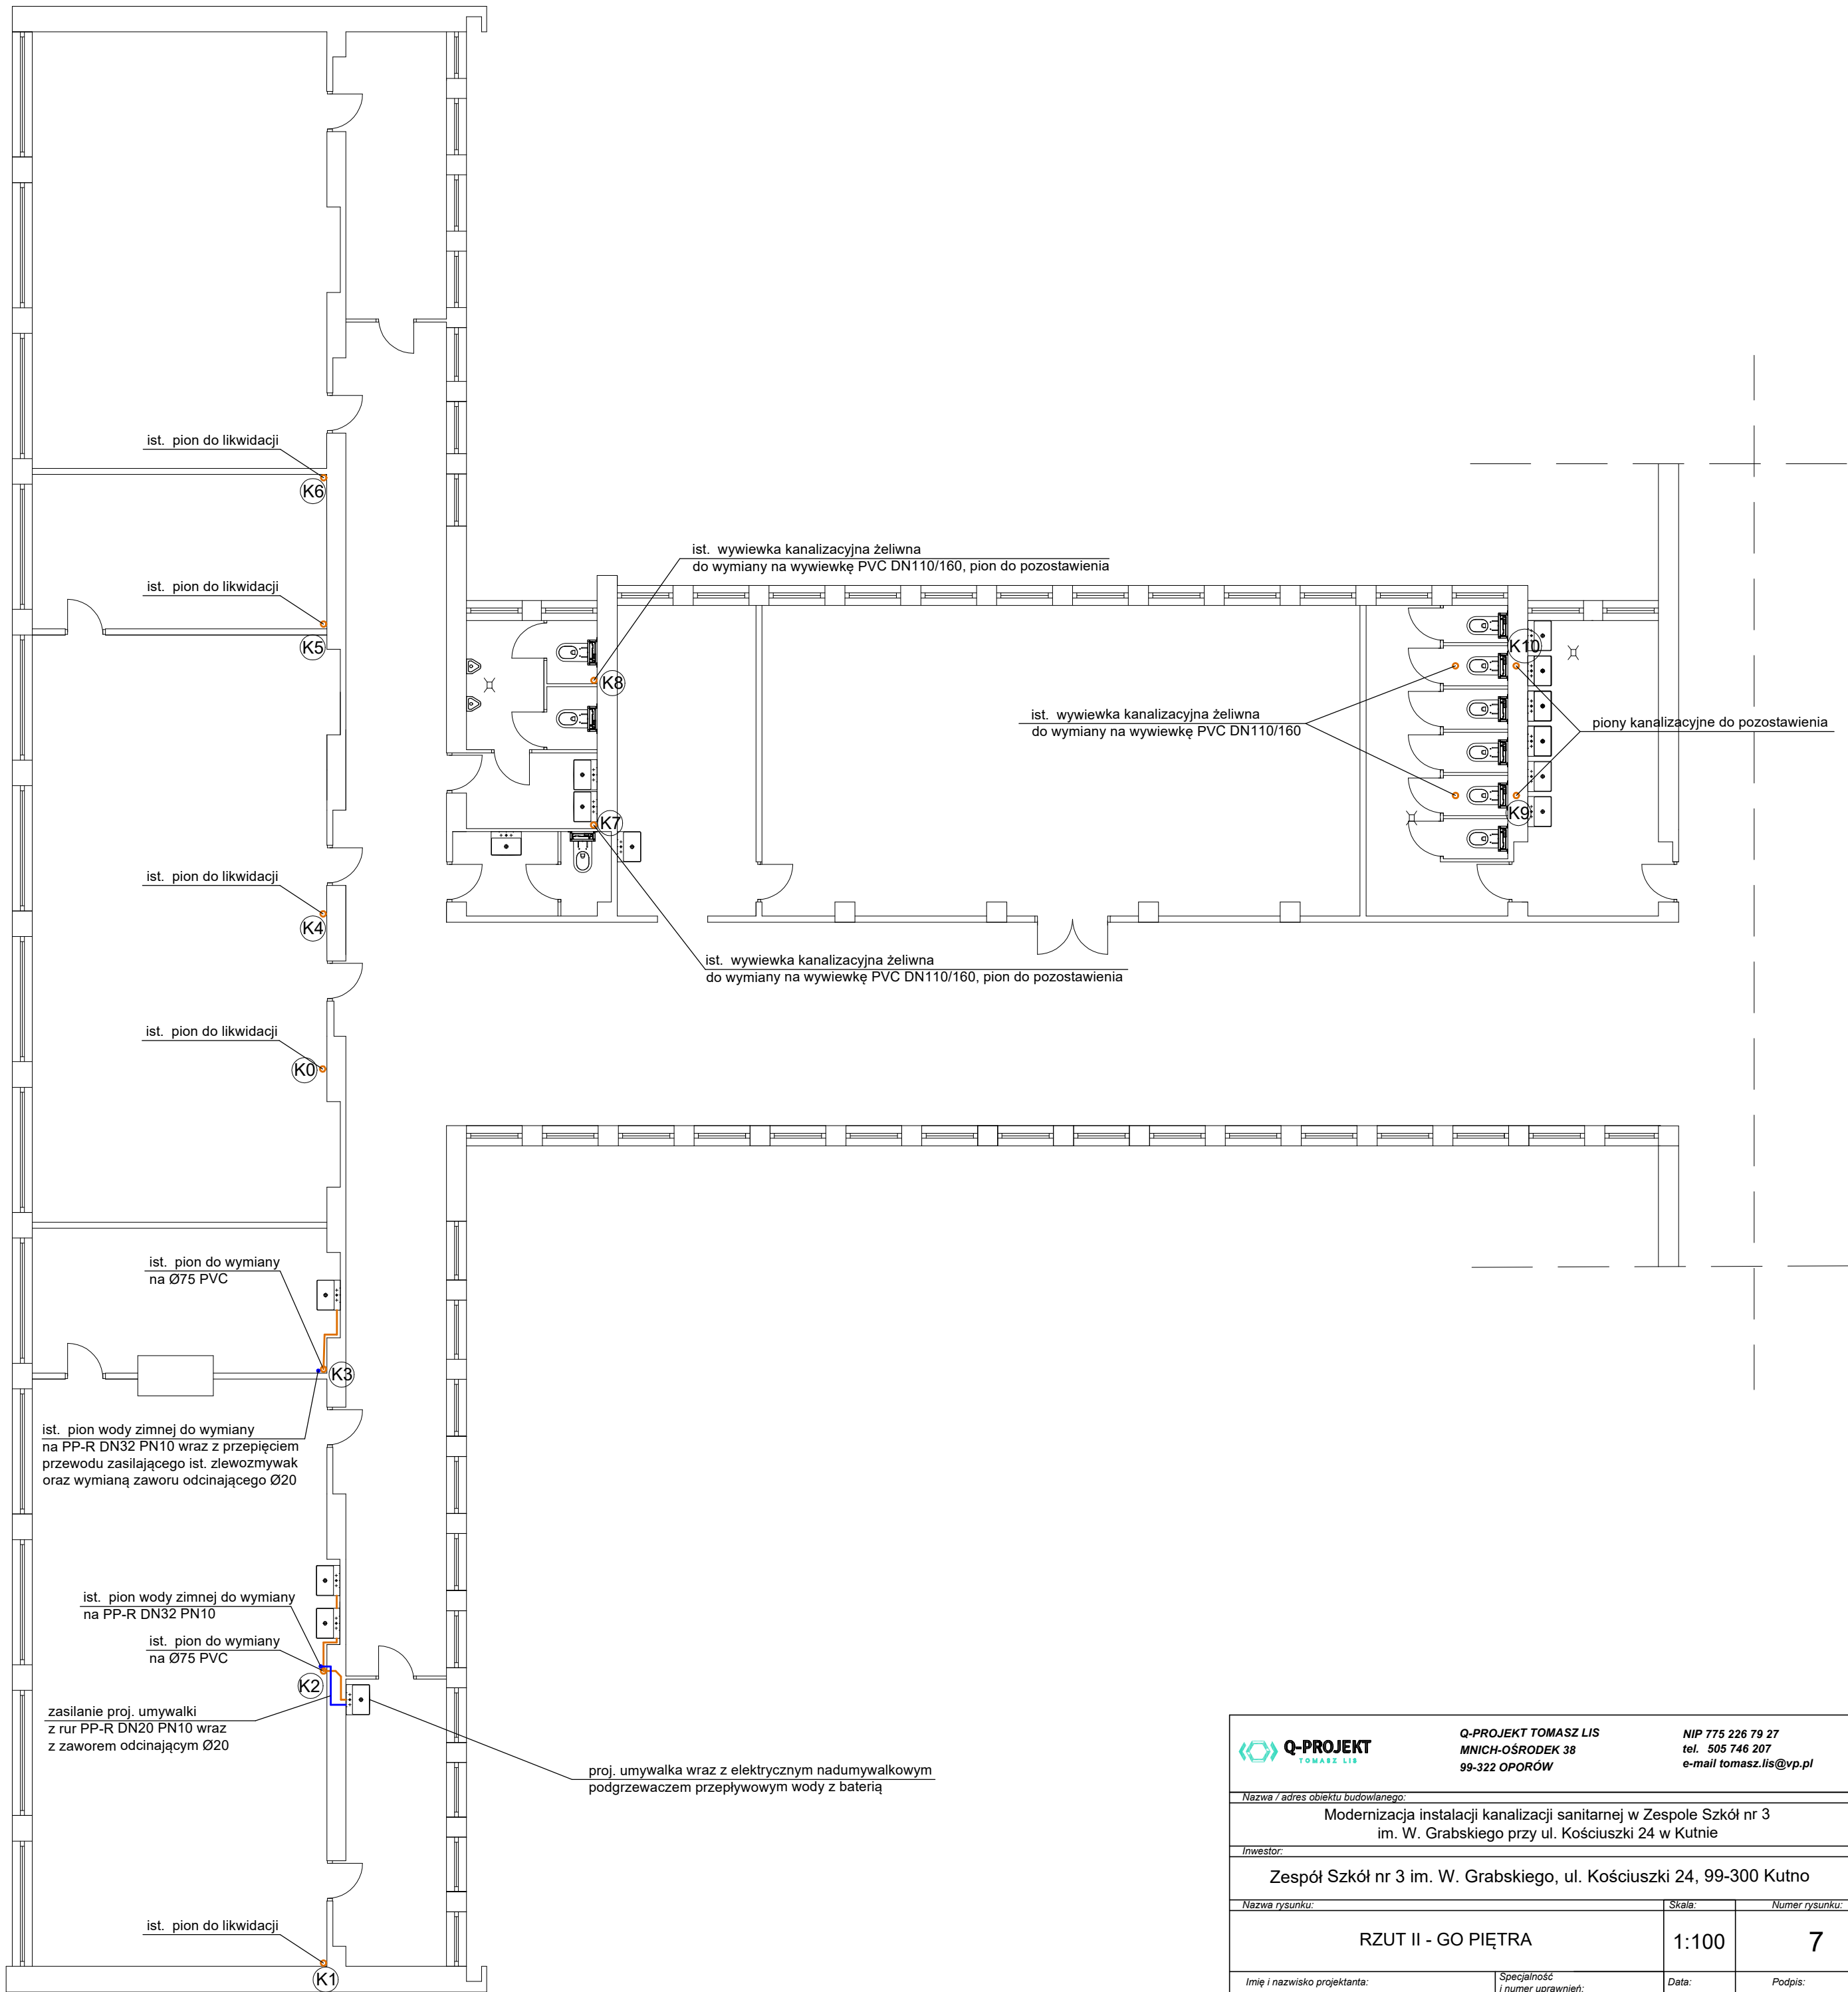 ist. pion do likwidacji
K6
ist. wywiewka kanalizacyjna żeliwna
do wymiany na wywiewkę PVC DN110/160, pion do pozostawienia
ist. pion do likwidacji
K5
K8
K10
ist. wywiewka kanalizacyjna żeliwna
do wymiany na wywiewkę PVC DN110/160
piony kanalizacyjne do pozostawienia
K7
K9
ist. pion do likwidacji
K4
ist. wywiewka kanalizacyjna żeliwna
do wymiany na wywiewkę PVC DN110/160, pion do pozostawienia
ist. pion do likwidacji
K0
ist. pion do wymiany
na Ø75 PVC
K3
ist. pion wody zimnej do wymiany
na PP-R DN32 PN10 wraz z przepięciem
przewodu zasilającego ist. zlewozmywak
oraz wymianą zaworu odcinającego Ø20
ist. pion wody zimnej do wymiany
na PP-R DN32 PN10
ist. pion do wymiany
na Ø75 PVC
K2
zasilanie proj. umywalki
z rur PP-R DN20 PN10 wraz
z zaworem odcinającym Ø20
proj. umywalka wraz z elektrycznym nadumywalkowym
podgrzewaczem przepływowym wody z baterią
ist. pion do likwidacji
K1
Q-PROJEKT
TOMASZ LIS
Q-PROJEKT TOMASZ LIS
MNICH-OŚRODEK 38
99-322 OPORÓW
NIP 775 226 79 27
tel. 505 746 207
e-mail tomasz.lis@vp.pl
Nazwa / adres obiektu budowlanego:
Modernizacja instalacji kanalizacji sanitarnej w Zespole Szkół nr 3
im. W. Grabskiego przy ul. Kościuszki 24 w Kutnie
Inwestor:
Zespół Szkół nr 3 im. W. Grabskiego, ul. Kościuszki 24, 99-300 Kutno
Nazwa rysunku:
Skala:
Numer rysunku:
RZUT II - GO PIĘTRA
1:100
7
Imię i nazwisko projektanta:
Specjalność
i numer uprawnień:
Data:
Podpis: